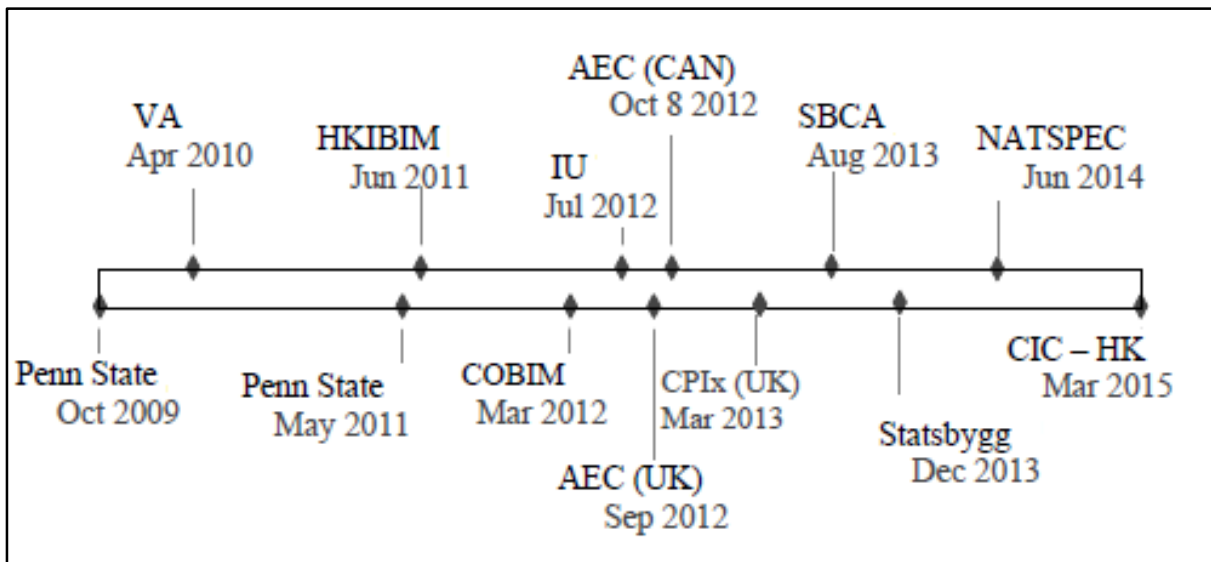 AEC (CAN)
Oct 8 2012
VA
Apr 2010
HKIBIM
Jun 2011
IU
Jul 2012
SBCA
Aug 2013
NATSPEC
Jun 2014
Penn State
Oct 2009
Penn State
May 2011
COBIM
Mar 2012
AEC (UK)
Sep 2012
CPIx (UK)
Mar 2013
Statsbygg
Dec 2013
CIC – HK
Mar 2015